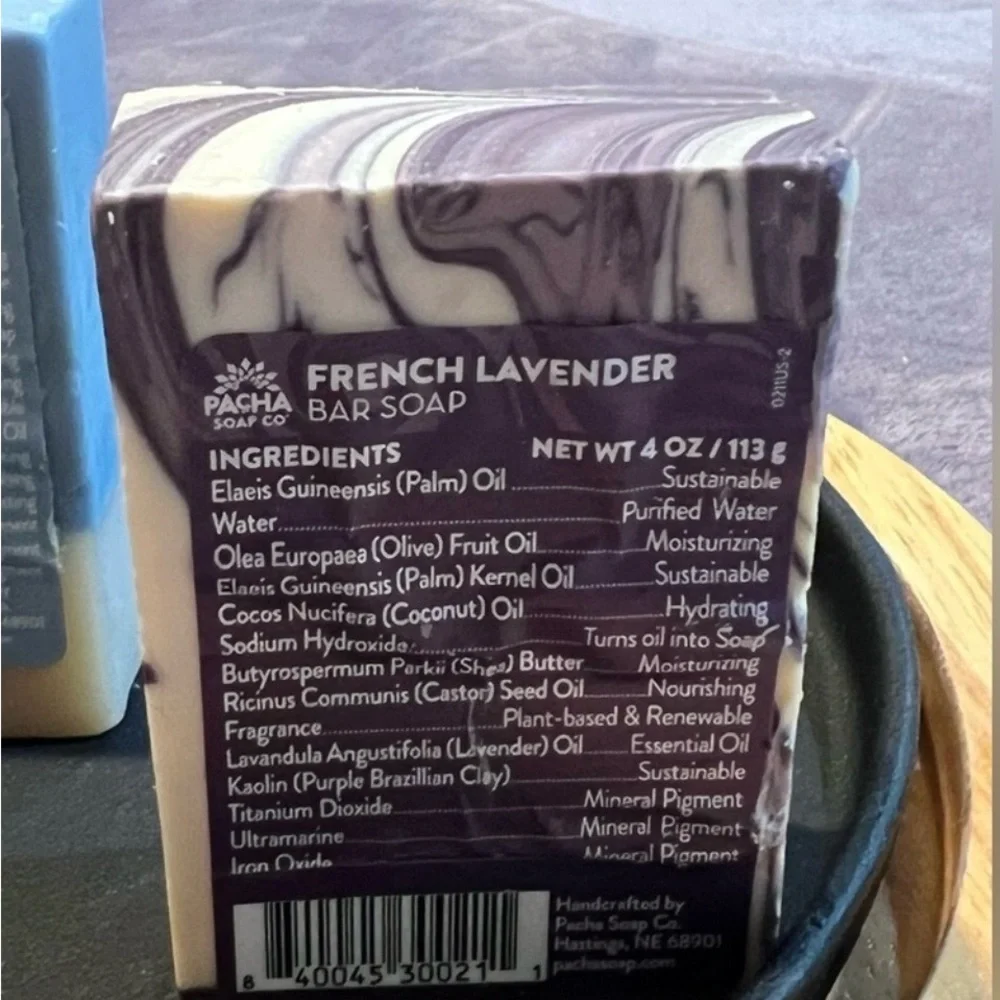 PACHA
SOAP CO
FRENCH LAVENDER
BAR SOAP
0211US-2
INGREDIENTS NET WT 4 OZ / 113 g
Elaeis Guineensis (Palm) Oil Sustainable
Water Purified Water
Olea Europaea (Olive) Fruit Oil Moisturizing
Elaeis Guineensis (Palm) Kernel Oil Sustainable
Cocos Nucifera (Coconut) Oil Hydrating
Sodium Hydroxide Turns oil into Soap
Butyrospermum Parkii (Shea) Butter Moisturizing
Ricinus Communis (Castor) Seed Oil Nourishing
Fragrance Plant-based & Renewable
Lavandula Angustifolia (Lavender) Oil Essential Oil
Kaolin (Purple Brazillian Clay) Sustainable
Titanium Dioxide Mineral Pigment
Ultramarine Mineral Pigment
Iron Oxide Mineral Pigment
Handcrafted by
Pacha Soap Co.
Hastings, NE 68901
pachasoap.com
8 40045 30021 1
68901